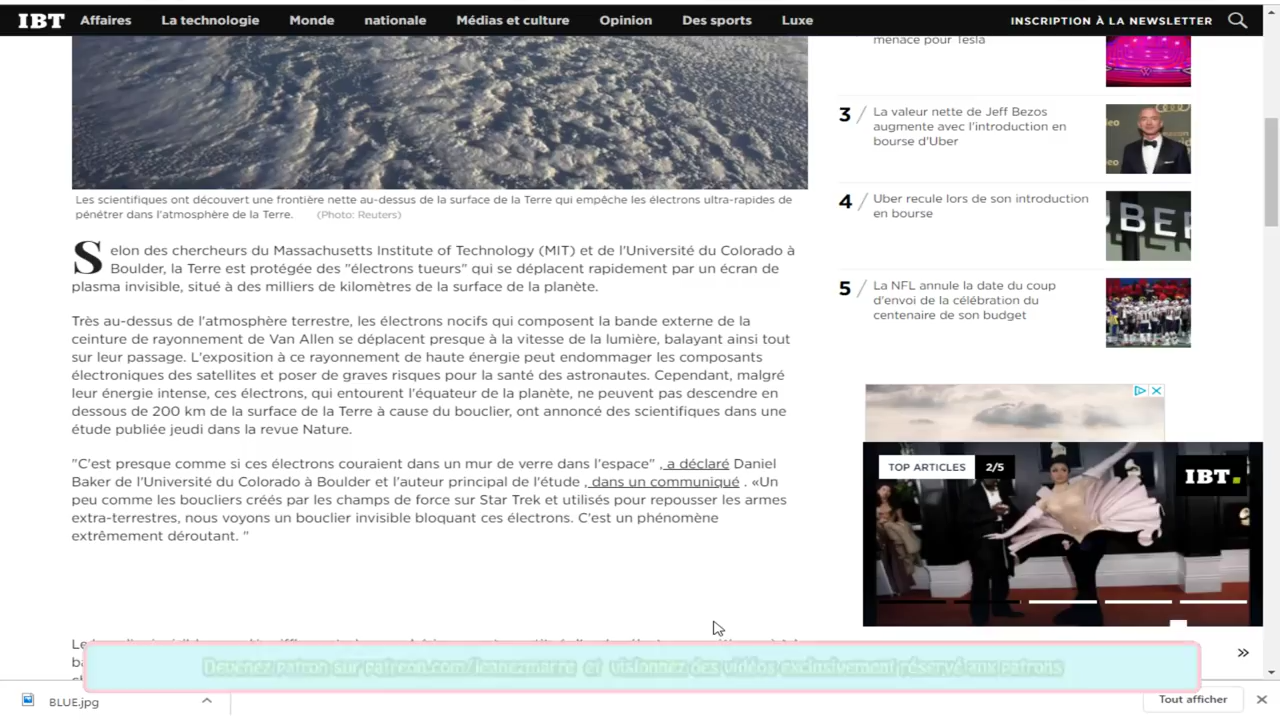 IBT Affaires La technologie Monde nationale Médias et culture Opinion Des sports Luxe INSCRIPTION À LA NEWSLETTER
Les scientifiques ont découvert une frontière nette au-dessus de la surface de la Terre qui empêche les électrons ultra-rapides de
pénétrer dans l'atmosphère de la Terre. (Photo: Reuters)
Selon des chercheurs du Massachusetts Institute of Technology (MIT) et de l'Université du Colorado à
Boulder, la Terre est protégée des "électrons tueurs" qui se déplacent rapidement par un écran de
plasma invisible, situé à des milliers de kilomètres de la surface de la planète.
Très au-dessus de l'atmosphère terrestre, les électrons nocifs qui composent la bande externe de la
ceinture de rayonnement de Van Allen se déplacent presque à la vitesse de la lumière, balayant ainsi tout
sur leur passage. L'exposition à ce rayonnement de haute énergie peut endommager les composants
électroniques des satellites et poser de graves risques pour la santé des astronautes. Cependant, malgré
leur énergie intense, ces électrons, qui entourent l'équateur de la planète, ne peuvent pas descendre en
dessous de 200 km de la surface de la Terre à cause du bouclier, ont annoncé des scientifiques dans une
étude publiée jeudi dans la revue Nature.
"C'est presque comme si ces électrons couraient dans un mur de verre dans l'espace" , a déclaré Daniel
Baker de l'Université du Colorado à Boulder et l'auteur principal de l'étude , dans un communiqué . «Un
peu comme les boucliers créés par les champs de force sur Star Trek et utilisés pour repousser les armes
extra-terrestres, nous voyons un bouclier invisible bloquant ces électrons. C'est un phénomène
extrêmement déroutant. "
menace pour Tesla
3 / La valeur nette de Jeff Bezos
augmente avec l'introduction en
bourse d'Uber
4 / Uber recule lors de son introduction
en bourse
UBER
5 / La NFL annule la date du coup
d'envoi de la célébration du
centenaire de son budget
TOP ARTICLES 2/5
IBT.
Devenez patron sur patreon.com/leanezmarre et visionnez des vidéos exclusivement réservé aux patrons
BLUE.jpg
Tout afficher